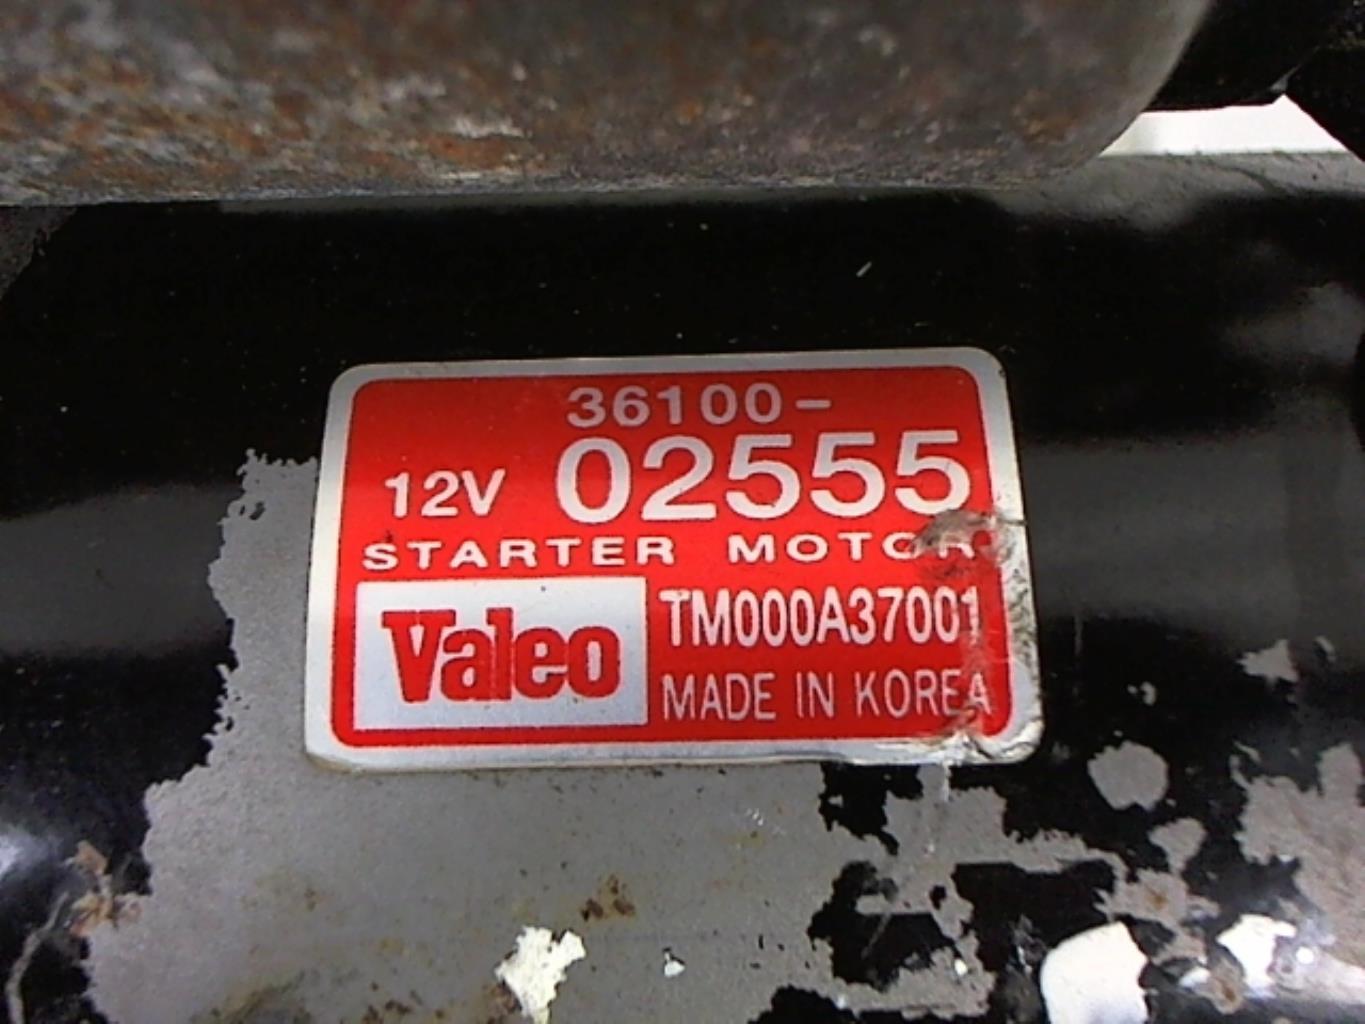 36100-
12V 02555
STARTER MOTOR
Valeo TM000A37001
MADE IN KOREA